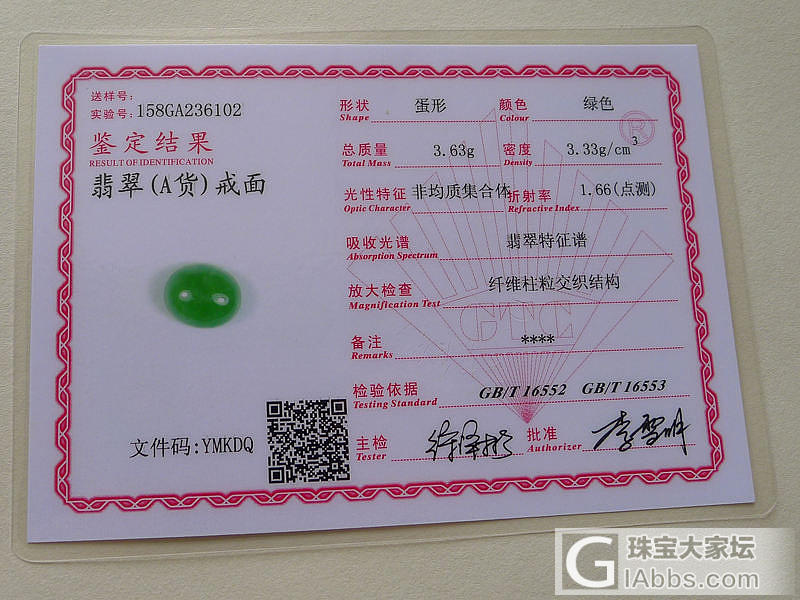 送样号:
实验号:158GA236102
鉴定结果
RESULT OF IDENTIFICATION
翡翠(A货)戒面
文件码:YMKDQ
形状 蛋形 颜色 绿色
Shape Colour
®
总质量 3.63g 密度 3.33g/cm³
Total Mass Density
光性特征 非均质集合体 折射率 1.66(点测)
Optic Character Refractive Index
吸收光谱 翡翠特征谱
Absorption Spectrum
放大检查 纤维柱粒交织结构
Magnification Test
GTC
备注 ****
Remarks
检验依据 GB/T 16552 GB/T 16553
Testing Standard
主检 批准
Tester Authorizer
G 珠宝大家坛
lAbbs.com